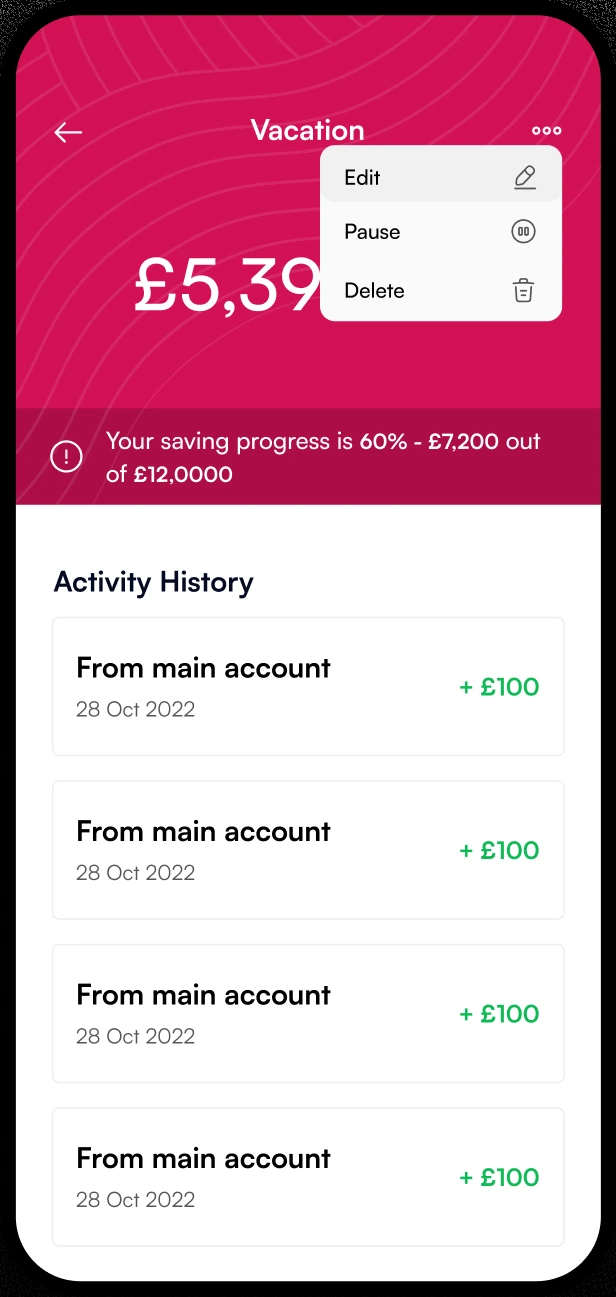 Vacation
Edit
Pause
£5,39
Delete
Your saving progress is 60% - £7,200 out
of £12,0000
Activity History
From main account
28 Oct 2022
+ £100
From main account
28 Oct 2022
+ £100
From main account
28 Oct 2022
+ £100
From main account
28 Oct 2022
+ £100